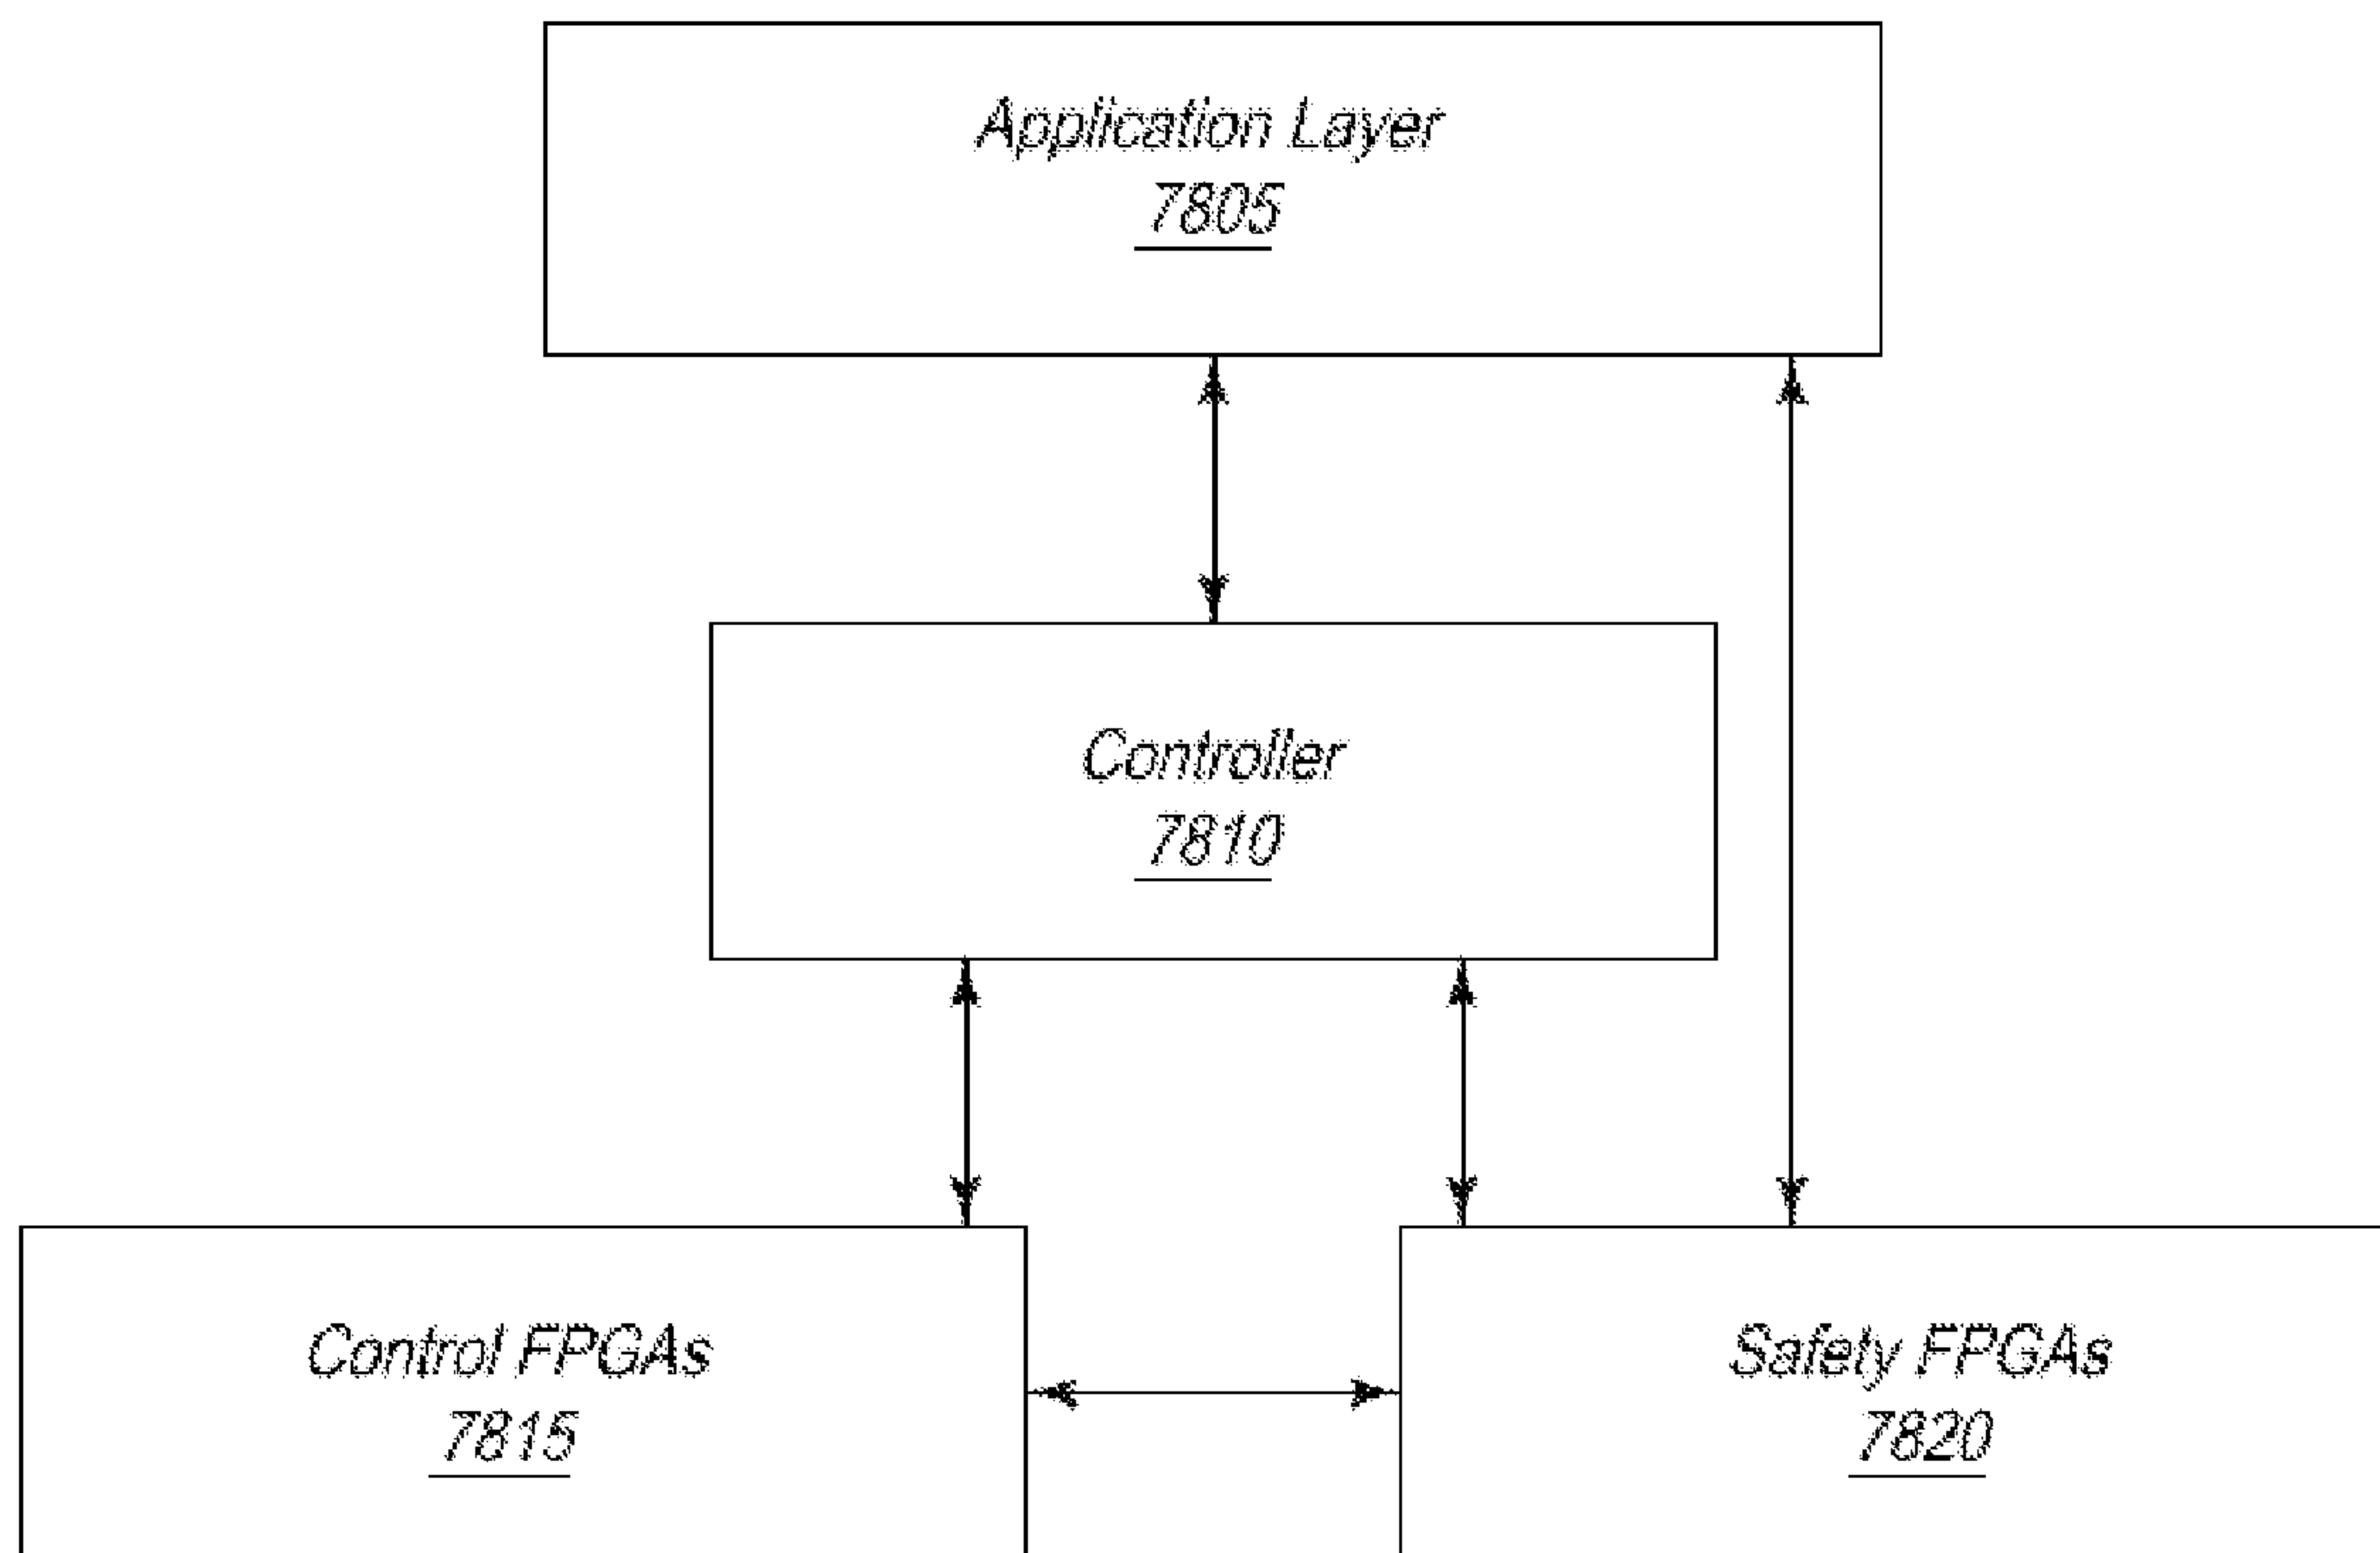 Application Layer
7805
Controller
7810
Control FPGAs
7815
Safety FPGAs
7820